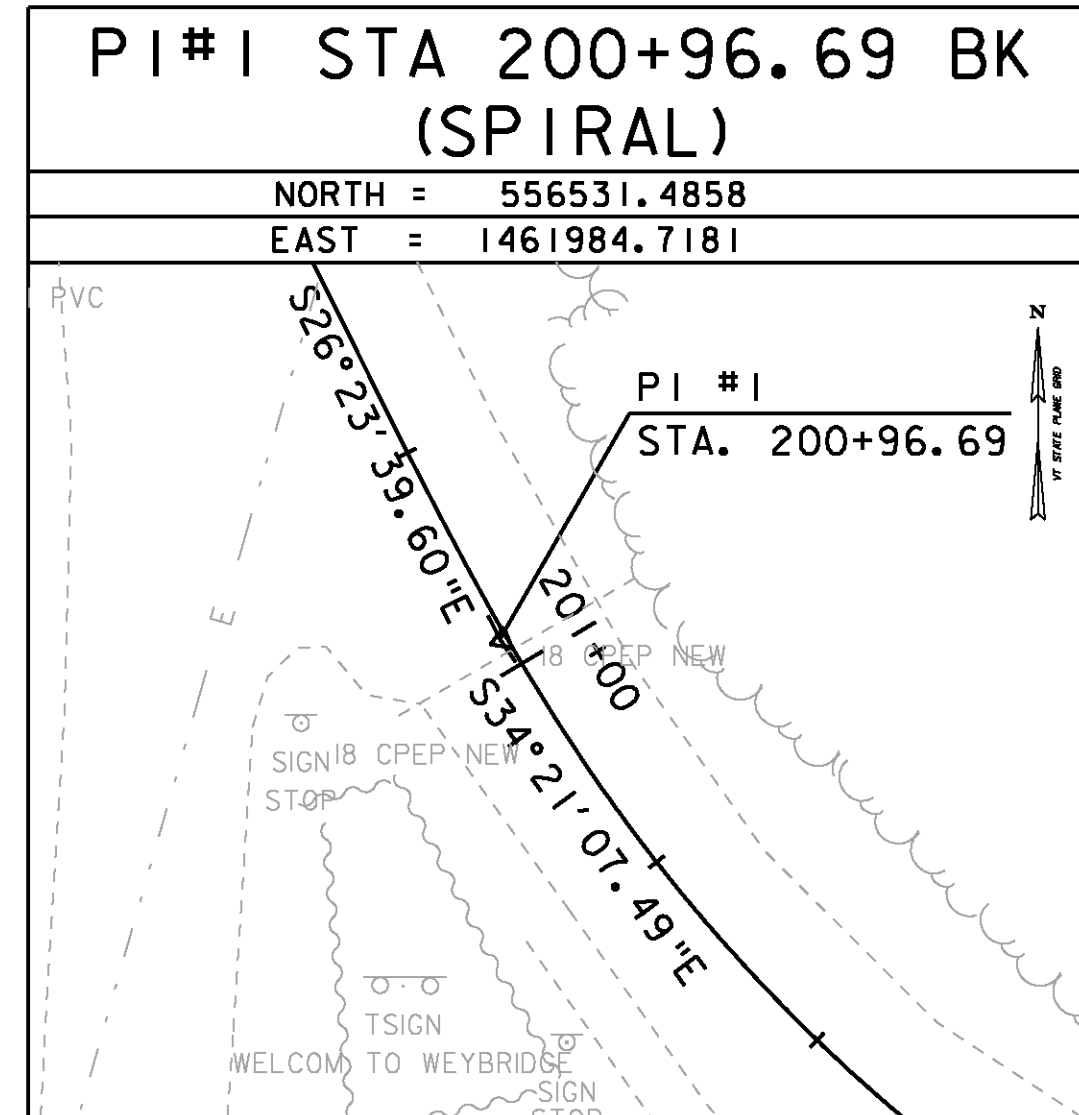 PI#1 STA 200+96.69 BK
(SPIRAL)
NORTH = 556531.4858
EAST = 1461984.7181
PVC
N
VT STATE PLANE GRID
S26°23'39.60"E
PI #1
STA. 200+96.69
E
201+00
18 CPEP NEW
S34°21'07.49"E
18 CPEP NEW
SIGN
STOP
TSIGN
WELCOM TO WEYBRIDGE
SIGN
STOP